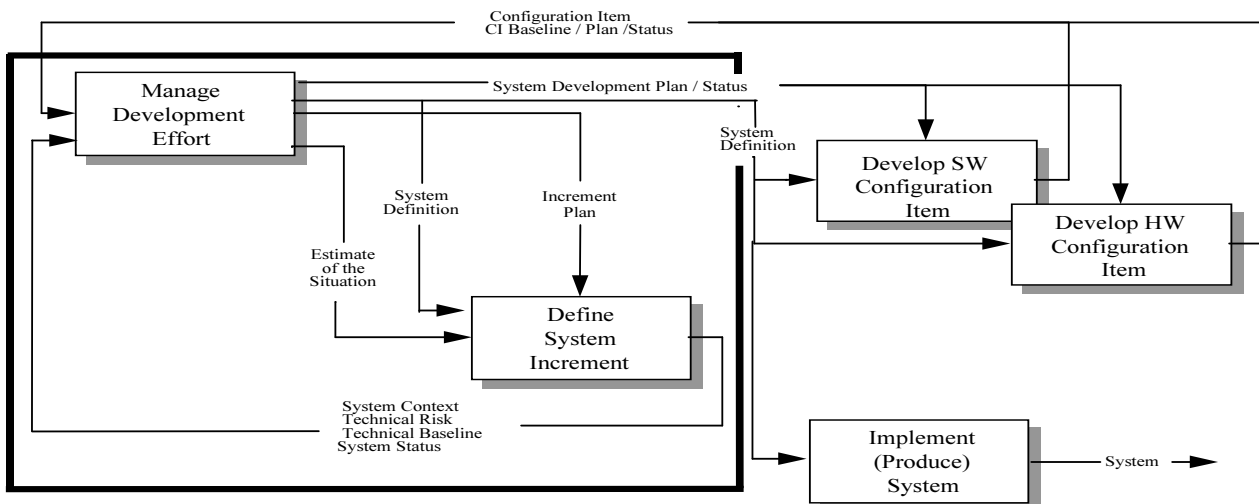 Configuration Item
CI Baseline / Plan /Status
Manage
Development
Effort
System Development Plan / Status
System
Definition
Develop SW
Configuration
Item
Develop HW
Configuration
Item
System
Definition
Increment
Plan
Estimate
of the
Situation
Define
System
Increment
System Context
Technical Risk
Technical Baseline
System Status
Implement
(Produce)
System
System